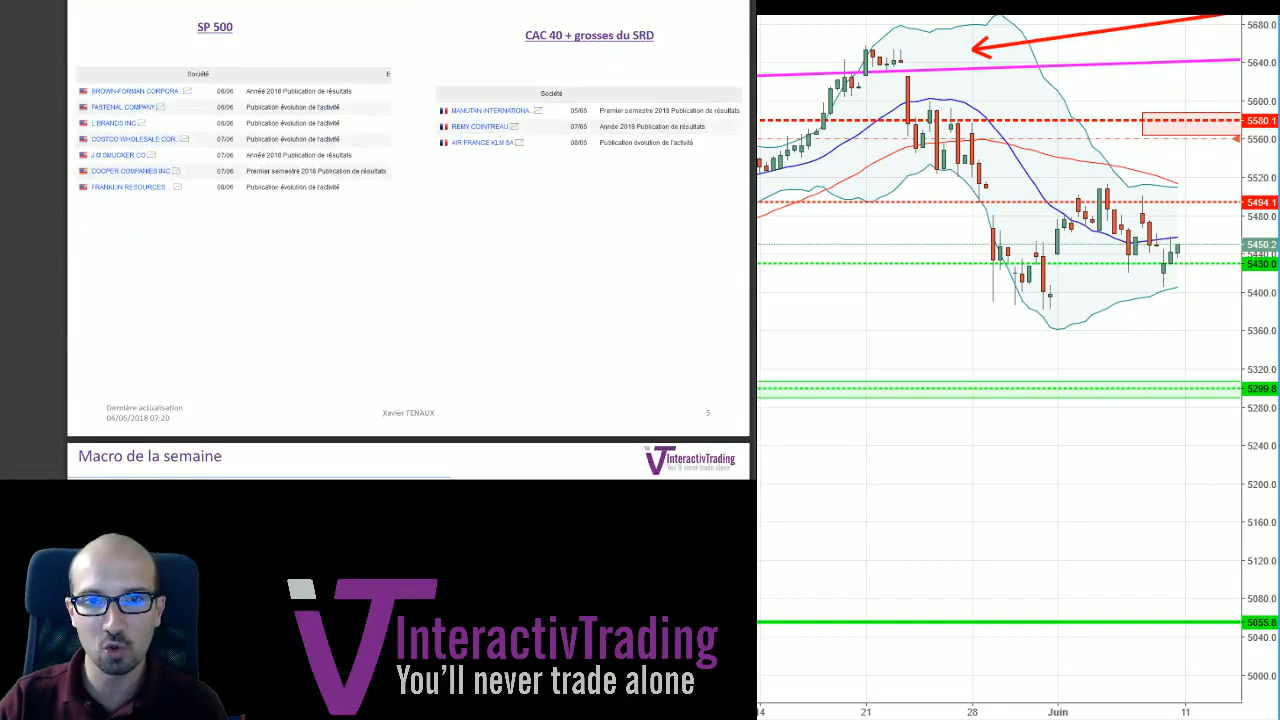 SP 500
Société
E
BROWN-FORMAN CORPORA.. 06/06 Année 2018 Publication de résultats
FASTENAL COMPANY 06/06 Publication évolution de l'activité
L BRANDS INC 07/06 Publication évolution de l'activité
COSTCO WHOLESALE COR.. 07/06 Publication évolution de l'activité
J.M SMUCKER CO 07/06 Année 2018 Publication de résultats
COOPER COMPANIES INC 07/06 Premier semestre 2018 Publication de résultats
FRANKLIN RESOURCES .. 08/06 Publication évolution de l'activité
CAC 40 + grosses du SRD
Société
MANUTAN INTERNATIONA.. 05/06 Premier semestre 2018 Publication de résultats
REMY COINTREAU 07/06 Année 2018 Publication de résultats
AIR FRANCE KLM SA 08/06 Publication évolution de l'activité
Dernière actualisation
04/06/2018 07:20
Xavier FENAUX
5
Macro de la semaine
InteractivTrading
You'll never trade alone
InteractivTrading
You'll never trade alone
5680.0
5640.0
5600.0
5580.1
5560.0
5520.0
5494.1
5480.0
5450.2
5440.0
5430.0
5400.0
5360.0
5320.0
5299.8
5280.0
5240.0
5200.0
5160.0
5120.0
5080.0
5055.8
5040.0
5000.0
14 21 28 Juin 11